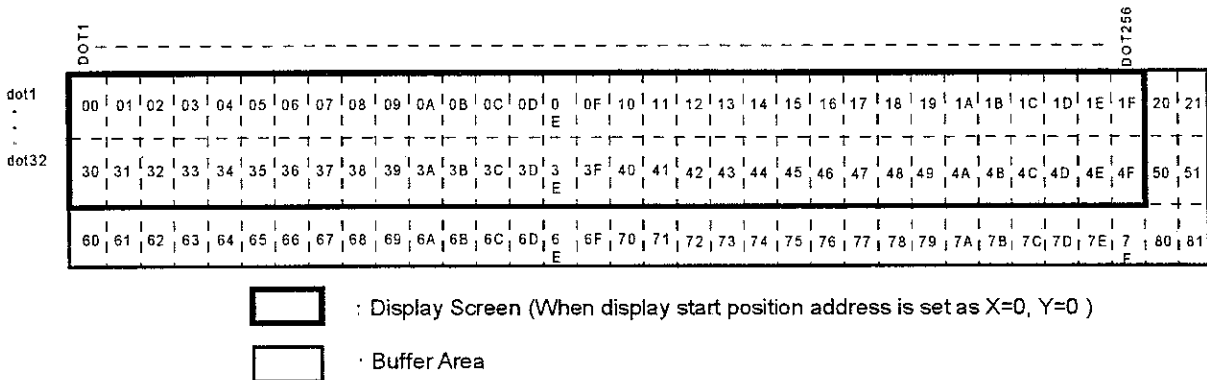 DOT1 DOT256
dot1 00 01 02 03 04 05 06 07 08 09 0A 0B 0C 0D 0E 0F 10 11 12 13 14 15 16 17 18 19 1A 1B 1C 1D 1E 1F 20 21
dot32 30 31 32 33 34 35 36 37 38 39 3A 3B 3C 3D 3E 3F 40 41 42 43 44 45 46 47 48 49 4A 4B 4C 4D 4E 4F 50 51
60 61 62 63 64 65 66 67 68 69 6A 6B 6C 6D 6E 6F 70 71 72 73 74 75 76 77 78 79 7A 7B 7C 7D 7E 7F 80 81
: Display Screen (When display start position address is set as X=0, Y=0 )
: Buffer Area